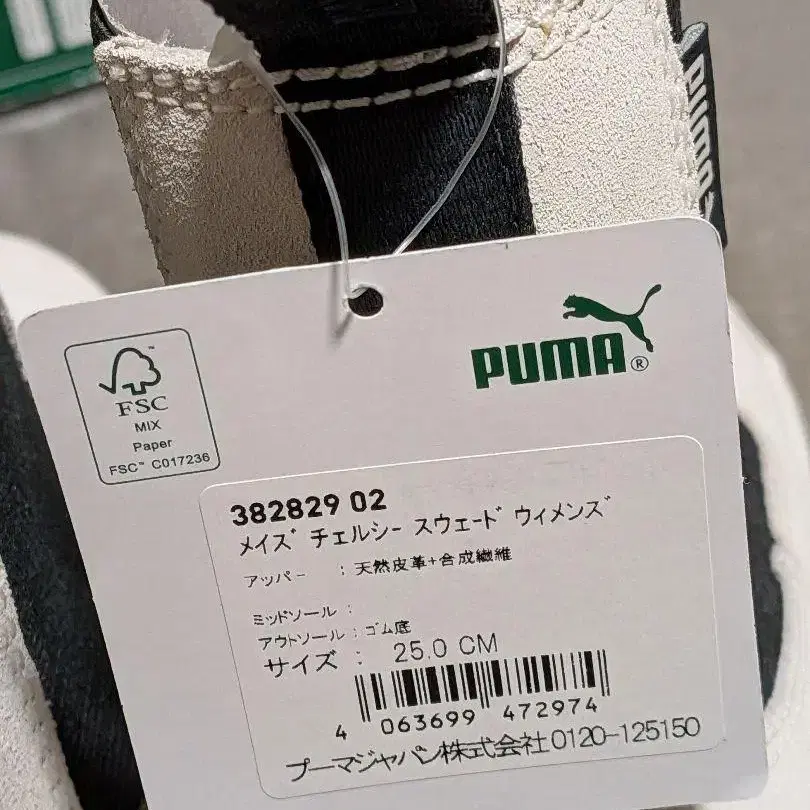 FSC
MIX
Paper
FSC™ C017236
PUMA®
382829 02
メイズ チェルシー スウェード ウィメンズ
アッパー : 天然皮革+合成繊維
ミッドソール :
アウトソール : ゴム底
サイズ : 25.0 CM
4 063699 472974
プーマジャパン株式会社0120-125150
PUMA